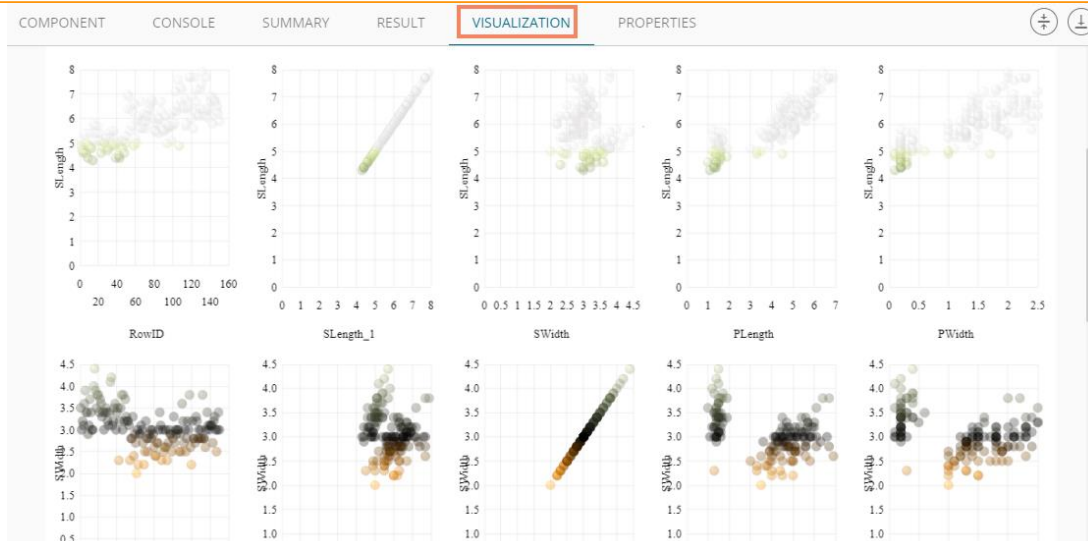 COMPONENT CONSOLE SUMMARY RESULT VISUALIZATION PROPERTIES
8 8 8 8 8
7 7 7 7 7
6 6 6 6 6
5 5 5 5 5
SLength SLength SLength SLength SLength
4 4 4 4 4
3 3 3 3 3
2 2 2 2 2
1 1 1 1 1
0 0 0 0 0
0 40 80 120 160
20 60 100 140
0 1 2 3 4 5 6 7 8
0 0.5 1 1.5 2 2.5 3 3.5 4 4.5
0 1 2 3 4 5 6 7
0 0.5 1 1.5 2 2.5
RowID SLength_1 SWidth PLength PWidth
4.5 4.5 4.5 4.5 4.5
4.0 4.0 4.0 4.0 4.0
3.5 3.5 3.5 3.5 3.5
3.0 3.0 3.0 3.0 3.0
2.5 2.5 2.5 2.5 2.5
SWidth SWidth SWidth SWidth SWidth
2.0 2.0 2.0 2.0 2.0
1.5 1.5 1.5 1.5 1.5
1.0 1.0 1.0 1.0 1.0
0.5